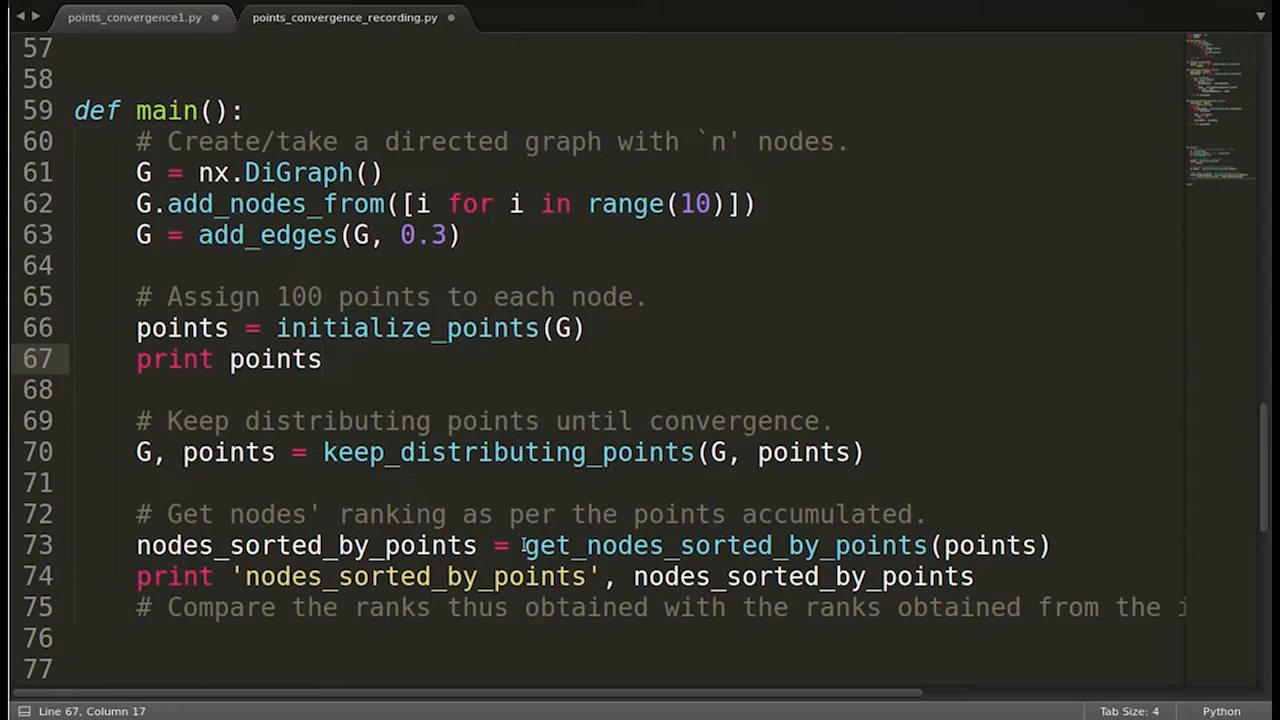 points_convergence1.py
points_convergence_recording.py
57
58
59 def main():
60 # Create/take a directed graph with `n' nodes.
61 G = nx.DiGraph()
62 G.add_nodes_from([i for i in range(10)])
63 G = add_edges(G, 0.3)
64
65 # Assign 100 points to each node.
66 points = initialize_points(G)
67 print points
68
69 # Keep distributing points until convergence.
70 G, points = keep_distributing_points(G, points)
71
72 # Get nodes' ranking as per the points accumulated.
73 nodes_sorted_by_points = get_nodes_sorted_by_points(points)
74 print 'nodes_sorted_by_points', nodes_sorted_by_points
75 # Compare the ranks thus obtained with the ranks obtained from the i
76
77
Line 67, Column 17 Tab Size: 4 Python